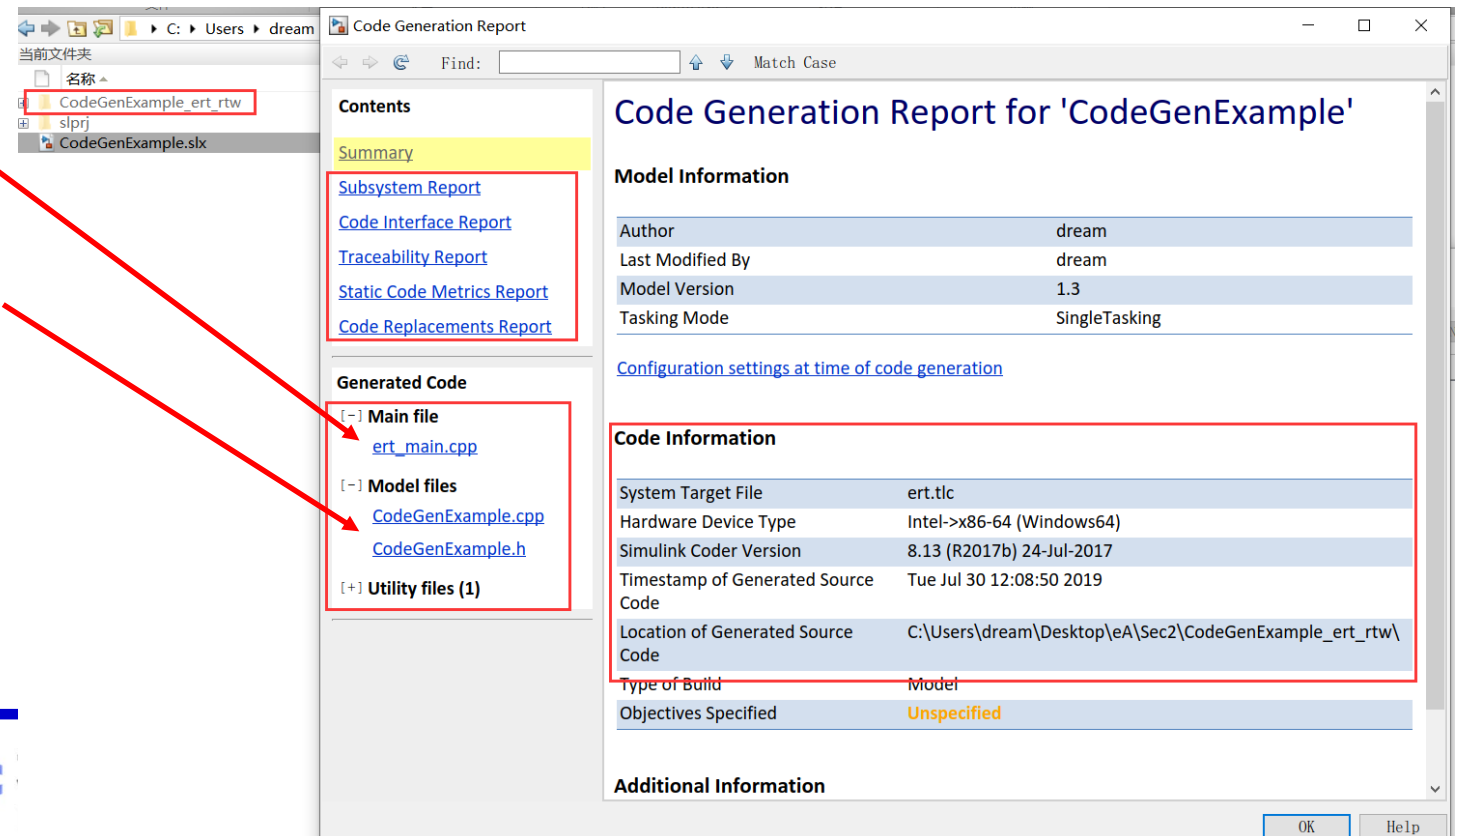 C: Users dream
当前文件夹
名称
CodeGenExample_ert_rtw
slprj
CodeGenExample.slx
Code Generation Report
Find:
Match Case
Contents
Summary
Subsystem Report
Code Interface Report
Traceability Report
Static Code Metrics Report
Code Replacements Report
Generated Code
[-] Main file
ert_main.cpp
[-] Model files
CodeGenExample.cpp
CodeGenExample.h
[+] Utility files (1)
Code Generation Report for 'CodeGenExample'
Model Information
Author dream
Last Modified By dream
Model Version 1.3
Tasking Mode SingleTasking
Configuration settings at time of code generation
Code Information
System Target File ert.tlc
Hardware Device Type Intel->x86-64 (Windows64)
Simulink Coder Version 8.13 (R2017b) 24-Jul-2017
Timestamp of Generated Source Tue Jul 30 12:08:50 2019
Code
Location of Generated Source C:\Users\dream\Desktop\eA\Sec2\CodeGenExample_ert_rtw\
Code
Type of Build Model
Objectives Specified Unspecified
Additional Information
OK Help